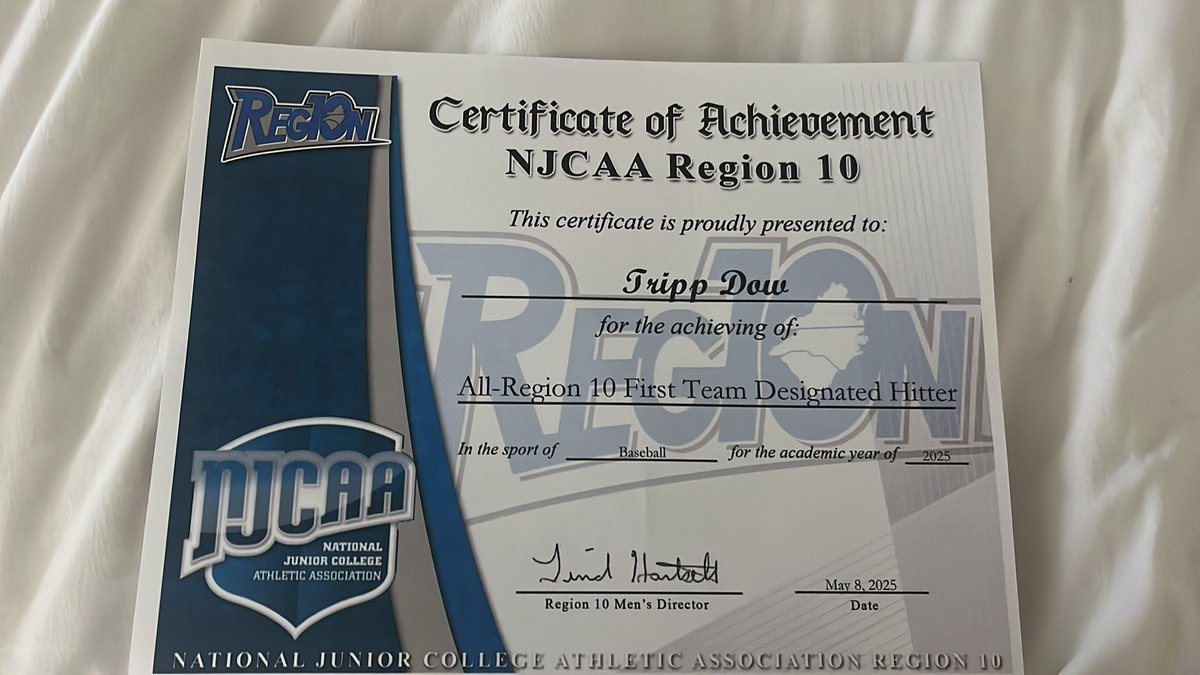 REGION 10
Certificate of Achievement
NJCAA Region 10
This certificate is proudly presented to:
Tripp Dow
for the achieving of:
All-Region 10 First Team Designated Hitter
In the sport of Baseball for the academic year of 2025
REGION 10
NJCAA
NATIONAL
JUNIOR COLLEGE
ATHLETIC ASSOCIATION
Region 10 Men's Director
May 8, 2025
Date
NATIONAL JUNIOR COLLEGE ATHLETIC ASSOCIATION REGION 10